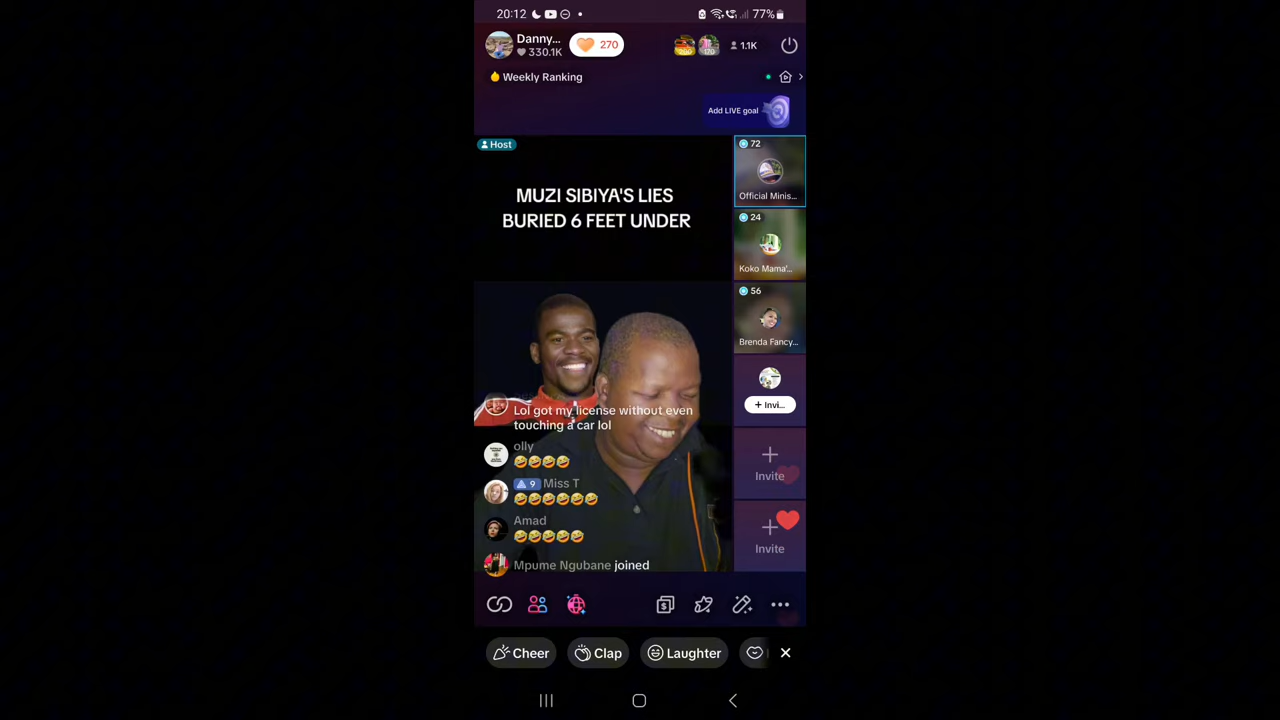 20:12
77%
Danny...
330.1K
270
200
170
1.1K
Weekly Ranking
Add LIVE goal
Host
MUZI SIBIYA'S LIES
BURIED 6 FEET UNDER
72
Official Minis...
24
Koko Mama'...
56
Brenda Fancy...
+ Invi...
Invite
Invite
Lol got my license without even
touching a car lol
olly
🤣🤣🤣🤣
9 Miss T
🤣🤣🤣🤣🤣🤣
Amad
🤣🤣🤣🤣🤣
Mpume Ngubane joined
Cheer
Clap
Laughter